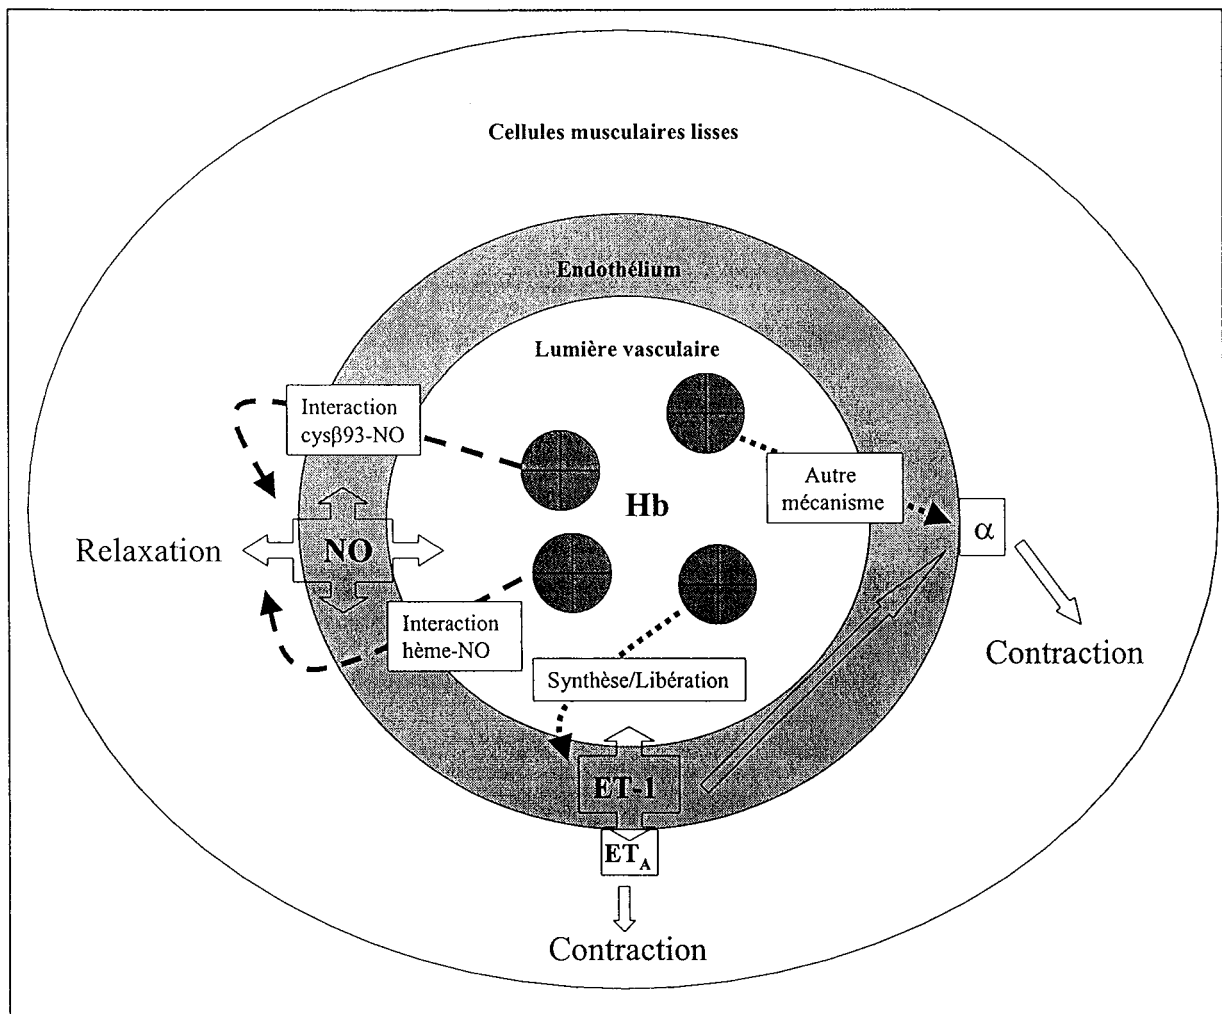 Cellules musculaires lisses
Endothélium
Lumière vasculaire
Interaction
cysβ93-NO
Autre
mécanisme
Hb
α
Relaxation
NO
Interaction
hème-NO
Contraction
Synthèse/Libération
ET-1
ET_A
Contraction